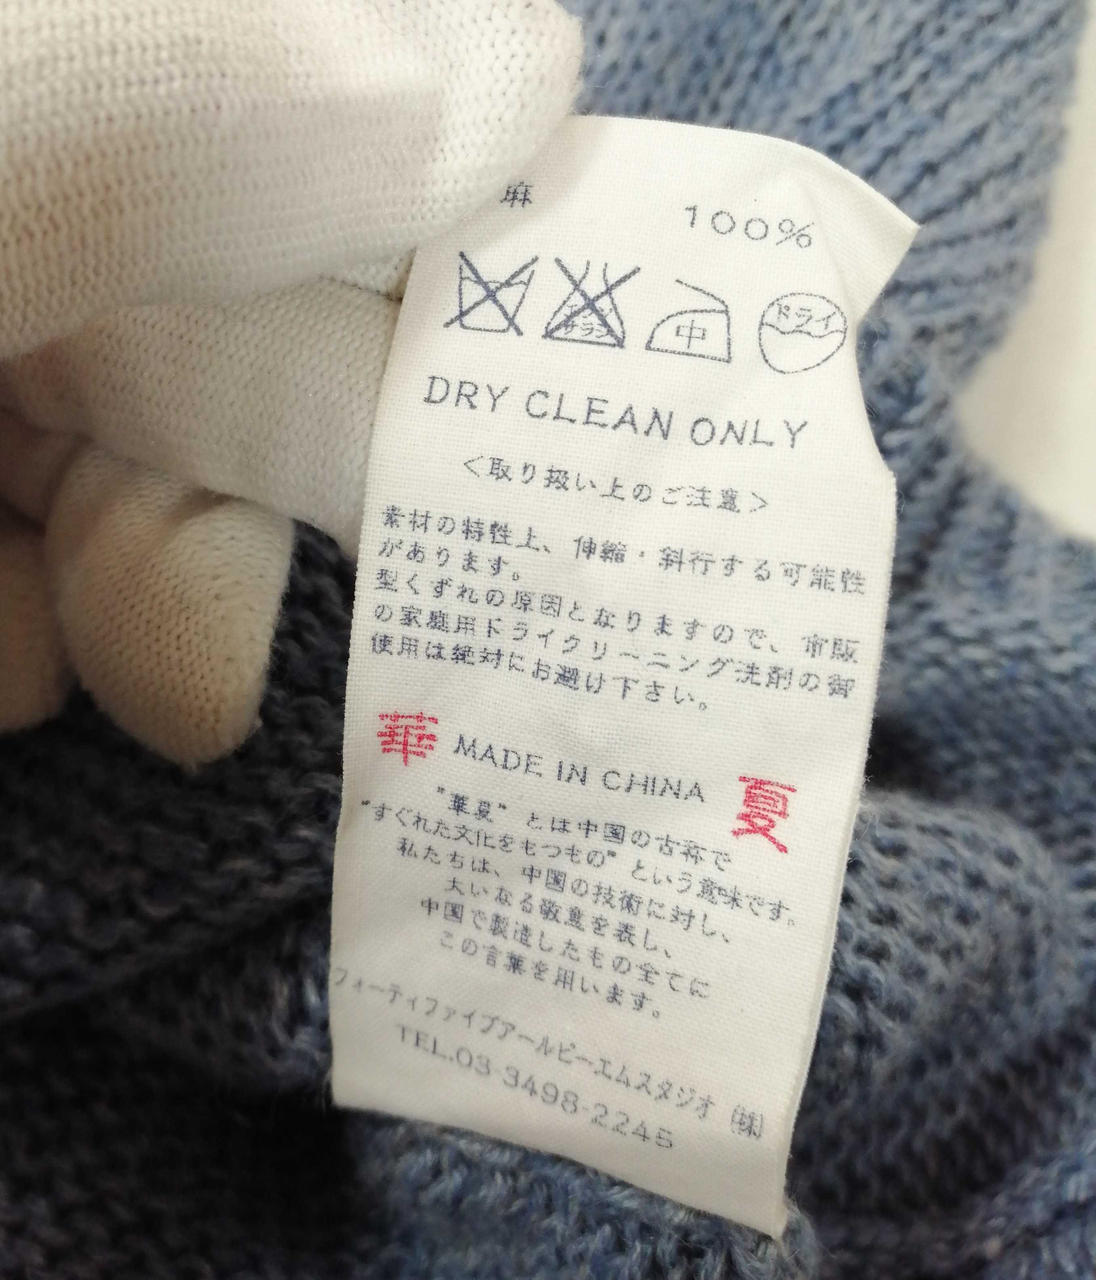 麻 100%
エンソ
サラシ
中
ドライ
DRY CLEAN ONLY
<取り扱い上のご注意>
素材の特性上、伸縮・斜行する可能性
があります。
型くずれの原因となりますので、市販
の家庭用ドライクリーニング洗剤の御
使用は絶対にお避け下さい。
華 MADE IN CHINA 夏
"華夏" とは中国の古称で
"すぐれた文化をもつもの" という意味です。
私たちは、中国の技術に対し、
大いなる敬意を表し、
中国で製造したもの全てに
この言葉を用います。
フォーティファイブアールピーエムスタジオ (株)
TEL.03-3498-2245